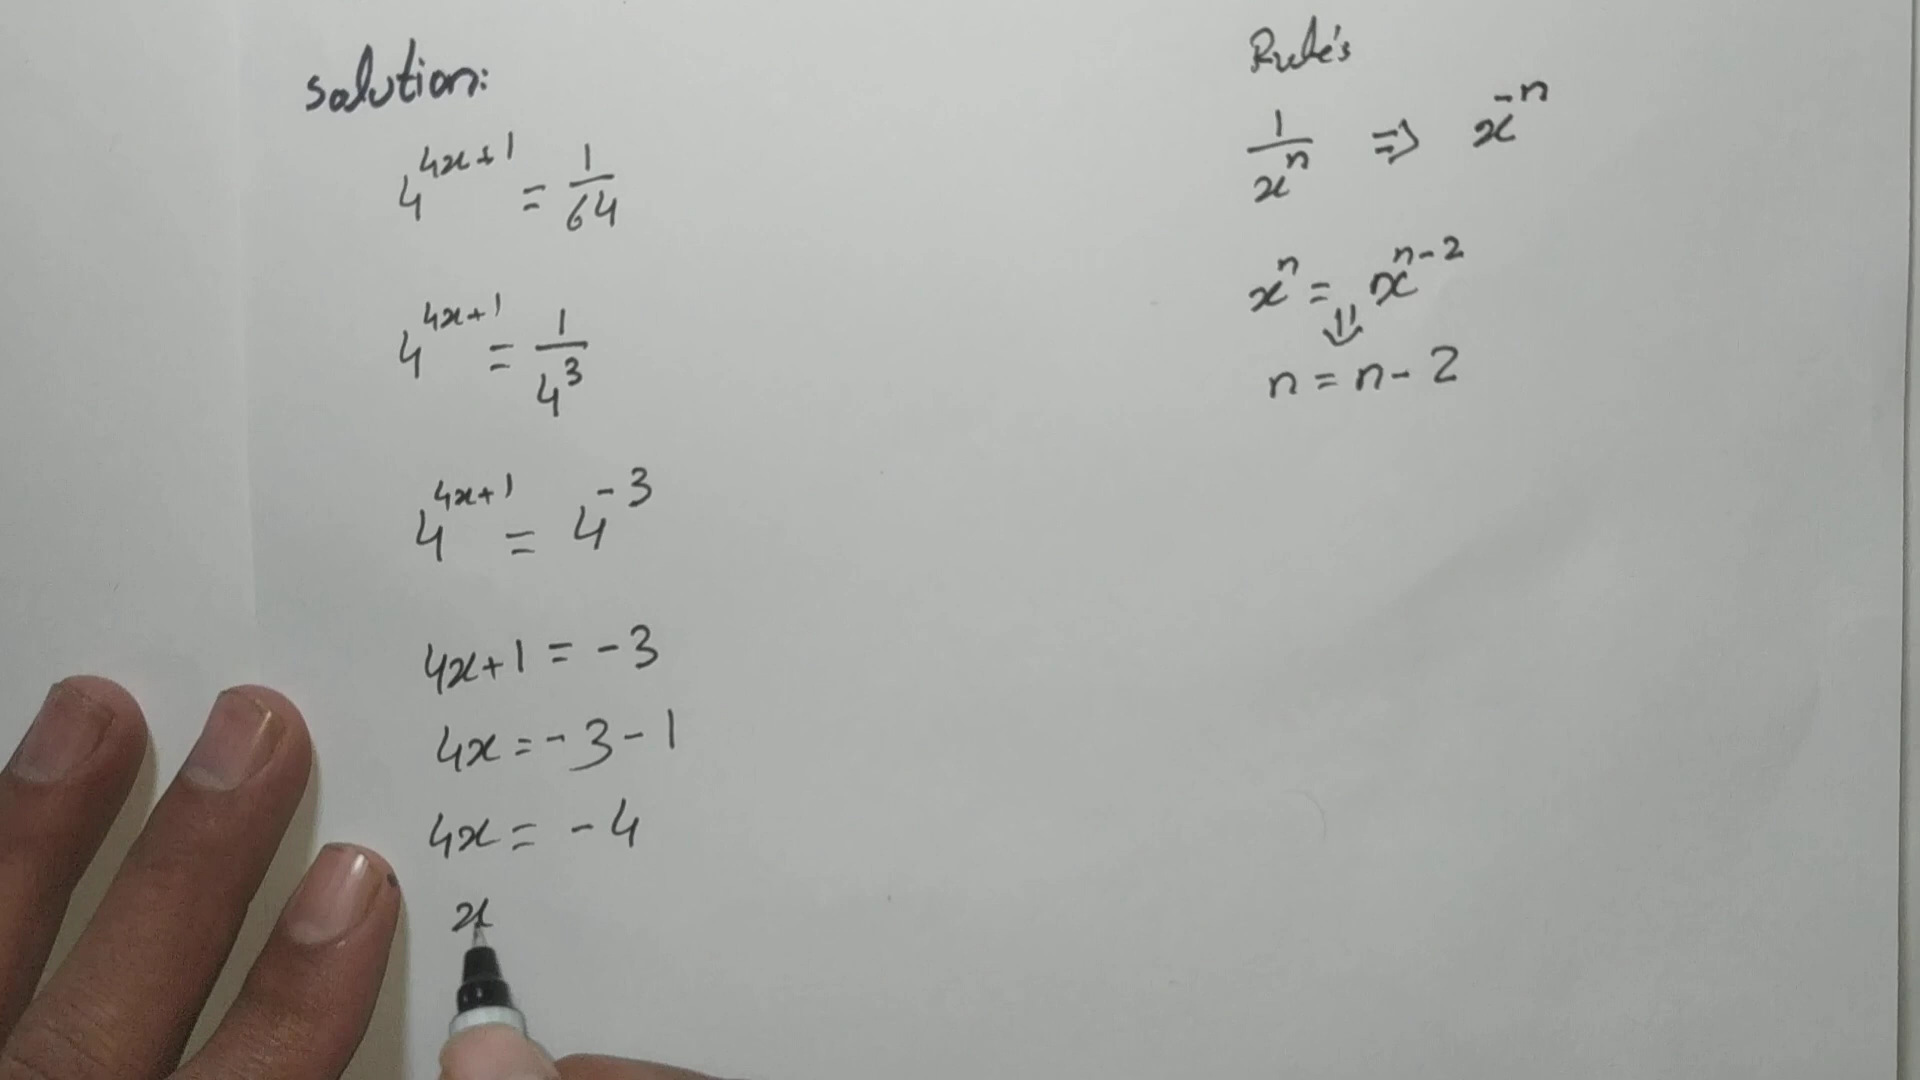 Solution:
4^{4x+1} = 1/64
4^{4x+1} = 1/4^3
4^{4x+1} = 4^{-3}
4x+1 = -3
4x = -3-1
4x = -4
x
Rule's
1/x^n ⇒ x^{-n}
x^n = x^{n-2}
⇓
n = n-2